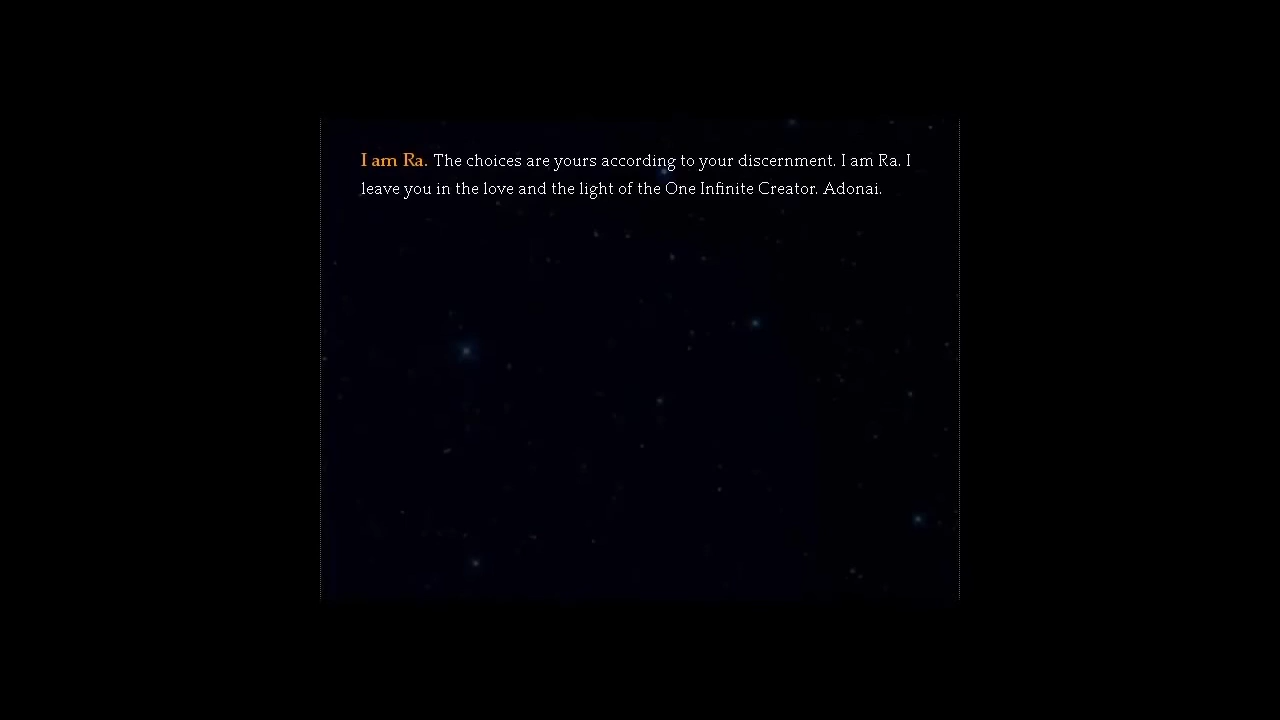 I am Ra. The choices are yours according to your discernment. I am Ra. I
leave you in the love and the light of the One Infinite Creator. Adonai.